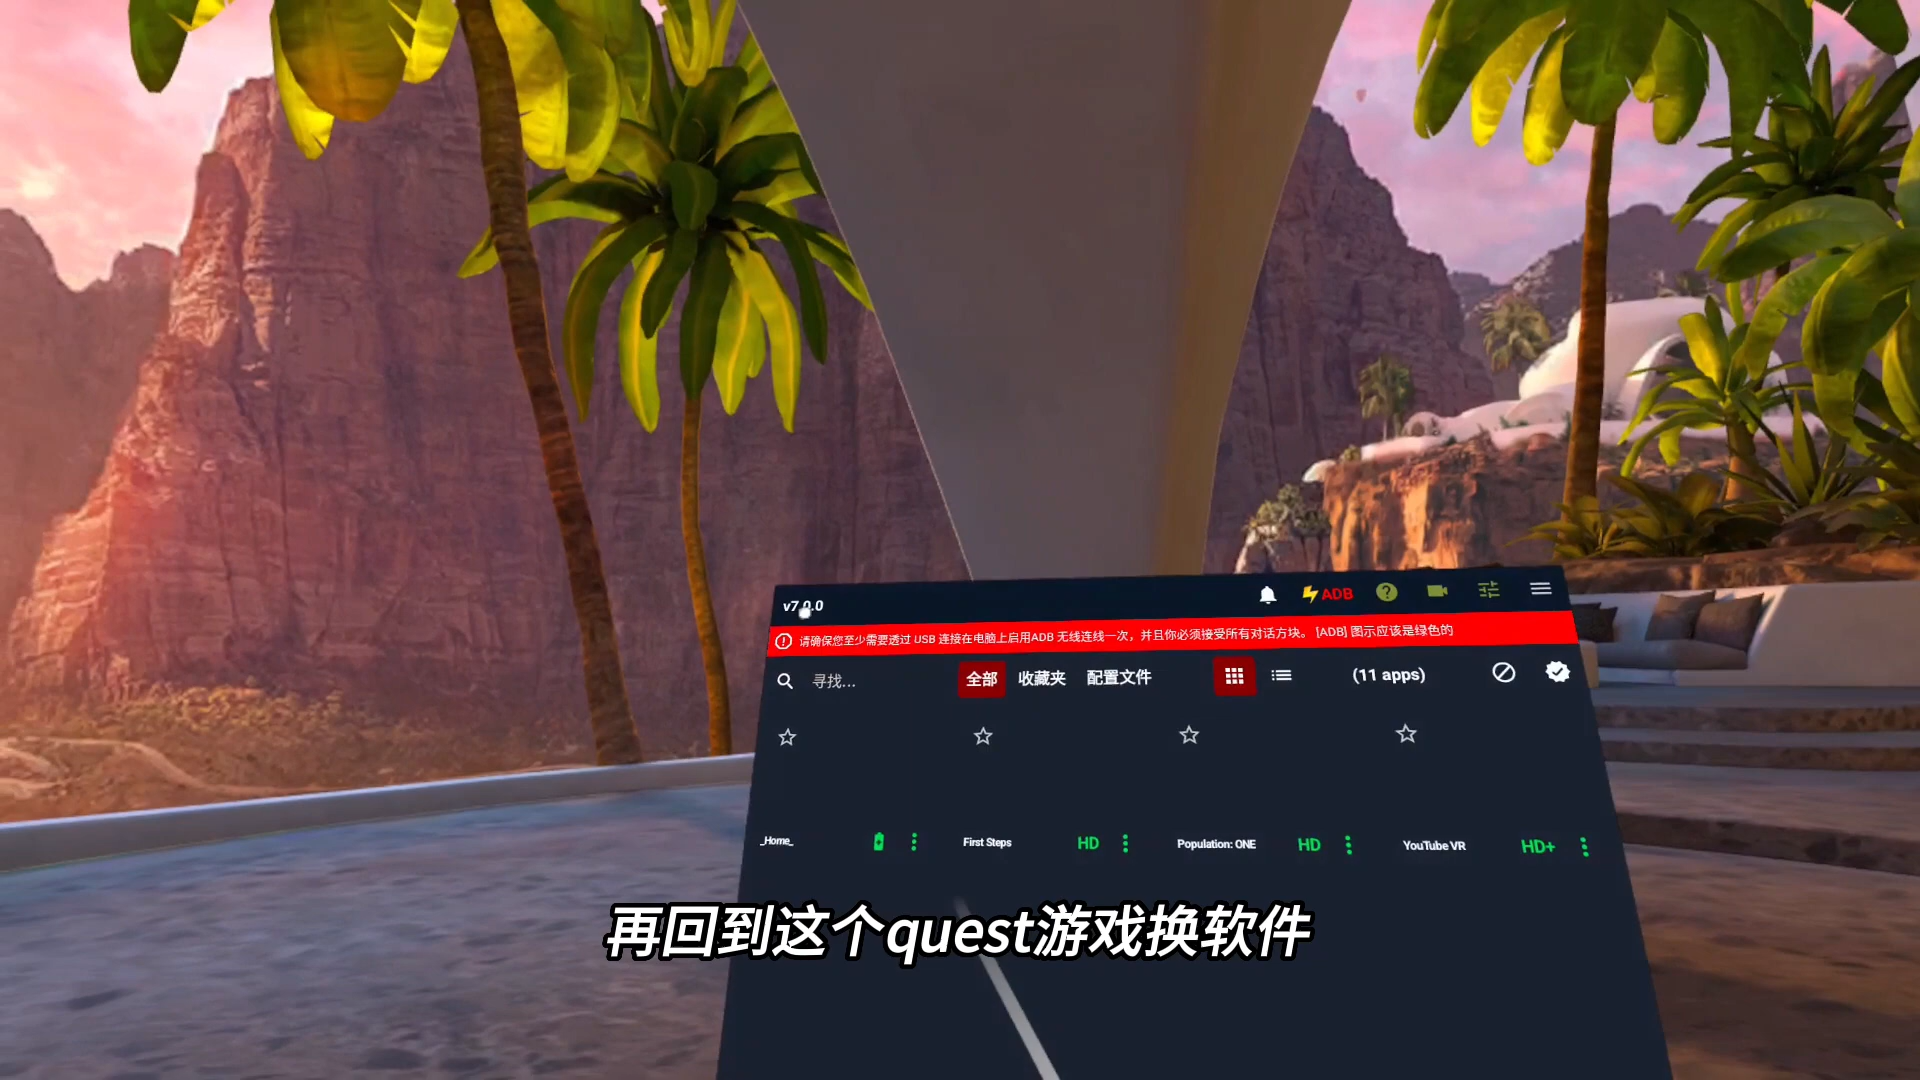 v7.0.0
ADB
请确保您至少需要透过 USB 连接在电脑上启用ADB 无线连线一次，并且你必须接受所有对话方块。 [ADB] 图示应该是绿色的
寻找...
全部 收藏夹 配置文件
(11 apps)
_Home_
First Steps HD
Population: ONE HD
YouTube VR HD+
再回到这个quest游戏换软件